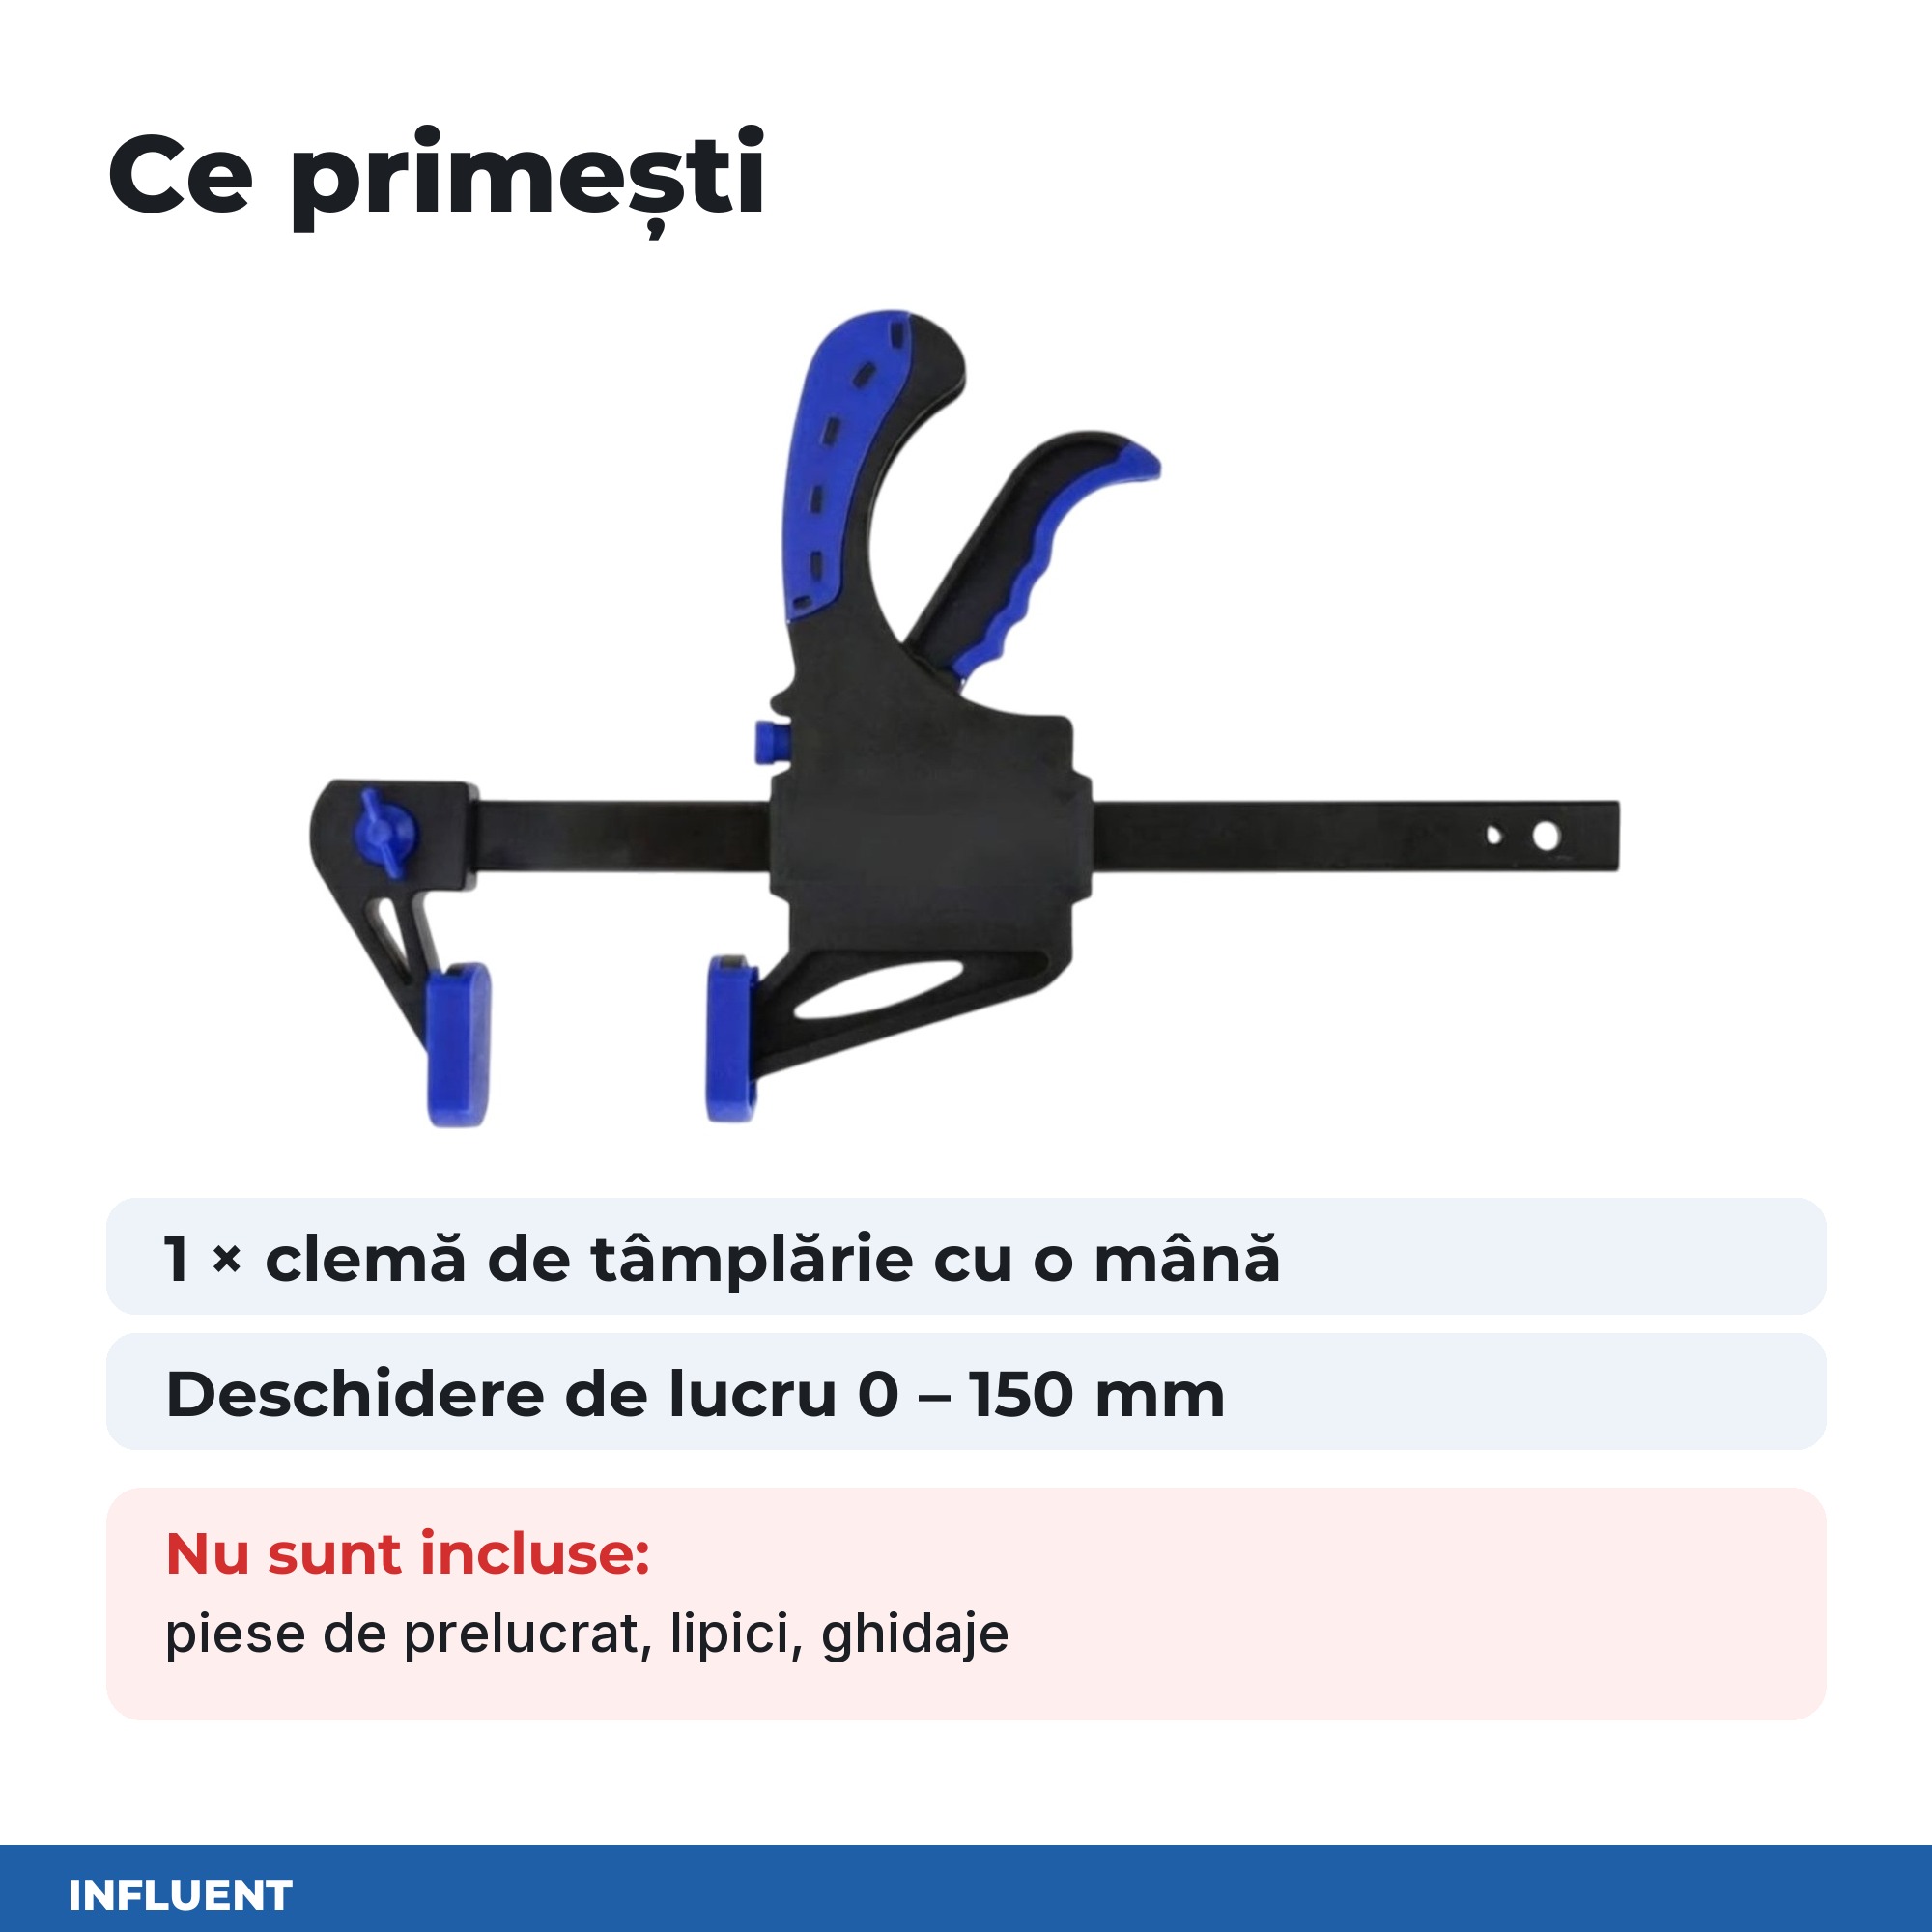 Ce primești
1 × clemă de tâmplărie cu o mână
Deschidere de lucru 0 – 150 mm
Nu sunt incluse:
piese de prelucrat, lipici, ghidaje
INFLUENT